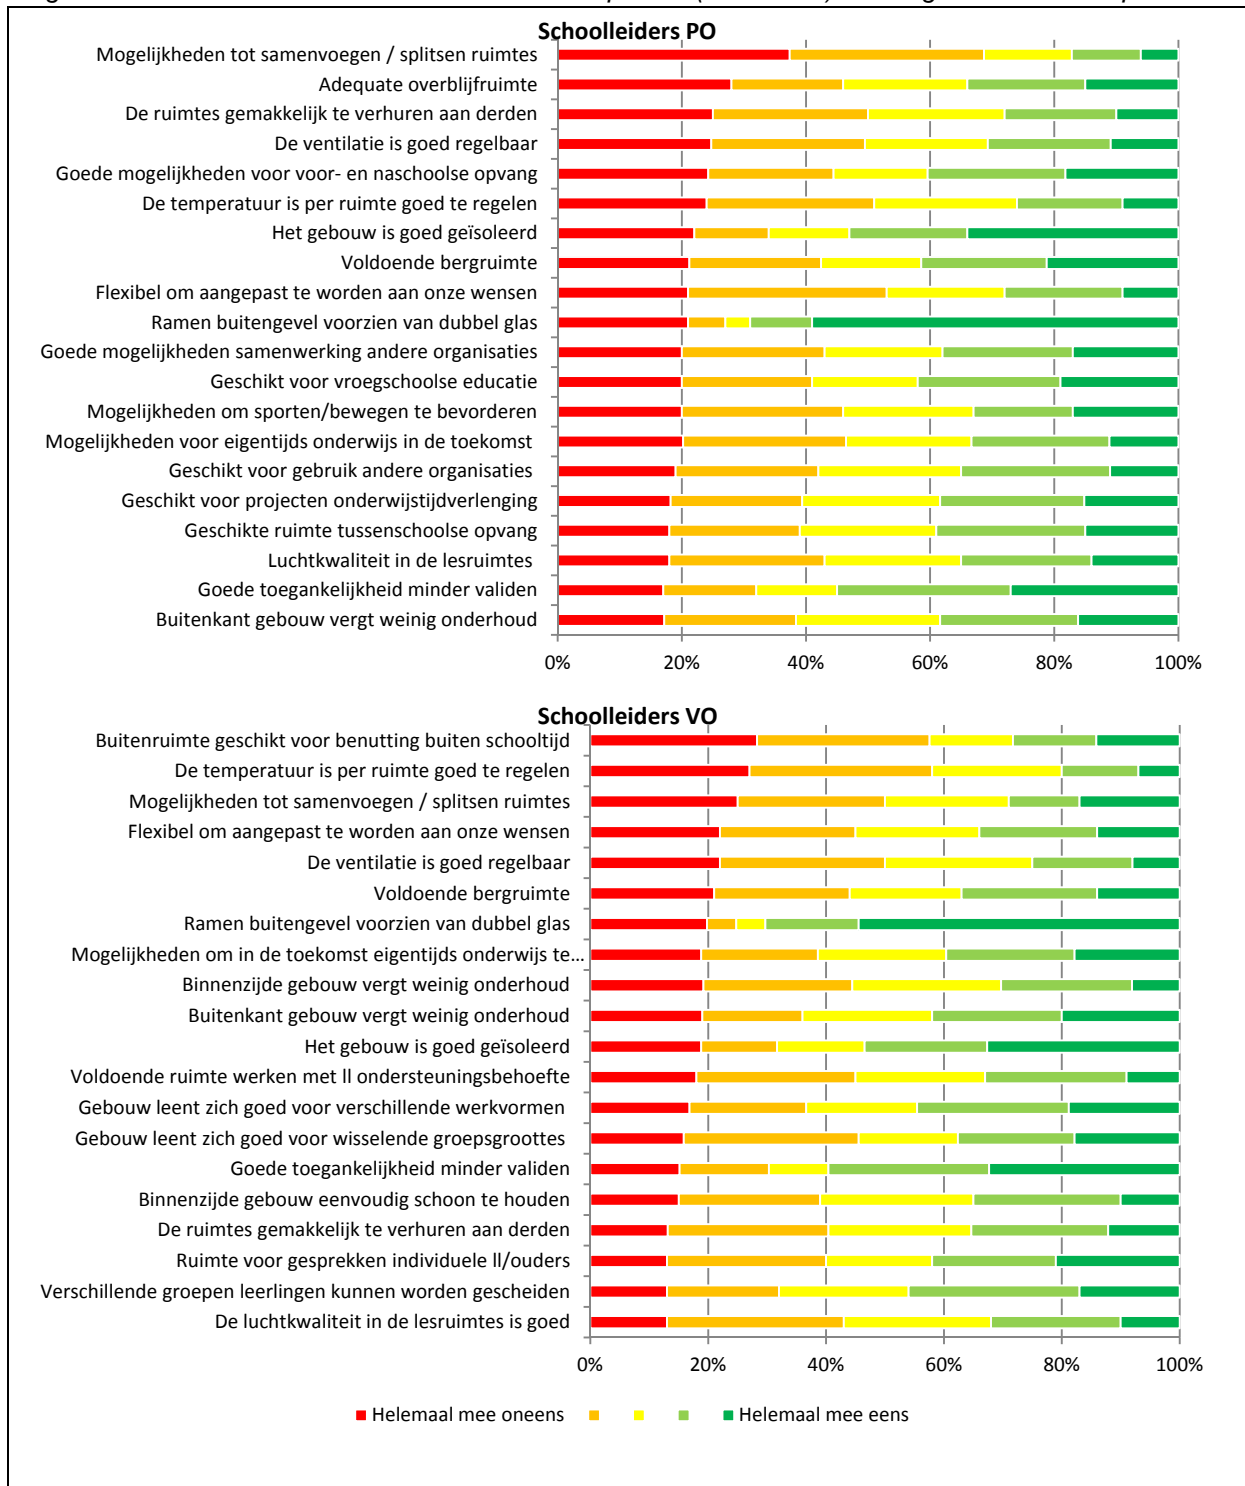 Schoolleiders PO
Mogelijkheden tot samenvoegen / splitsen ruimtes
Adequate overblijfruimte
De ruimtes gemakkelijk te verhuren aan derden
De ventilatie is goed regelbaar
Goede mogelijkheden voor voor- en naschoolse opvang
De temperatuur is per ruimte goed te regelen
Het gebouw is goed geïsoleerd
Voldoende bergruimte
Flexibel om aangepast te worden aan onze wensen
Ramen buitengevel voorzien van dubbel glas
Goede mogelijkheden samenwerking andere organisaties
Geschikt voor vroegschoolse educatie
Mogelijkheden om sporten/bewegen te bevorderen
Mogelijkheden voor eigentijds onderwijs in de toekomst
Geschikt voor gebruik andere organisaties
Geschikt voor projecten onderwijstijdverlenging
Geschikte ruimte tussenschoolse opvang
Luchtkwaliteit in de lesruimtes
Goede toegankelijkheid minder validen
Buitenkant gebouw vergt weinig onderhoud
0% 20% 40% 60% 80% 100%
Schoolleiders VO
Buitenruimte geschikt voor benutting buiten schooltijd
De temperatuur is per ruimte goed te regelen
Mogelijkheden tot samenvoegen / splitsen ruimtes
Flexibel om aangepast te worden aan onze wensen
De ventilatie is goed regelbaar
Voldoende bergruimte
Ramen buitengevel voorzien van dubbel glas
Mogelijkheden om in de toekomst eigentijds onderwijs te...
Binnenzijde gebouw vergt weinig onderhoud
Buitenkant gebouw vergt weinig onderhoud
Het gebouw is goed geïsoleerd
Voldoende ruimte werken met ll ondersteuningsbehoefte
Gebouw leent zich goed voor verschillende werkvormen
Gebouw leent zich goed voor wisselende groepsgroottes
Goede toegankelijkheid minder validen
Binnenzijde gebouw eenvoudig schoon te houden
De ruimtes gemakkelijk te verhuren aan derden
Ruimte voor gesprekken individuele ll/ouders
Verschillende groepen leerlingen kunnen worden gescheiden
De luchtkwaliteit in de lesruimtes is goed
0% 20% 40% 60% 80% 100%
Helemaal mee oneens Helemaal mee eens